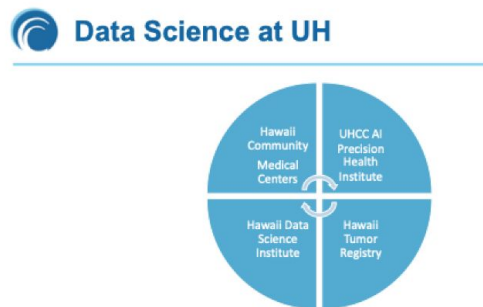 Data Science at UH
Hawaii
Community
Medical
Centers
UHCC AI
Precision
Health
Institute
Hawaii Data
Science
Institute
Hawaii
Tumor
Registry